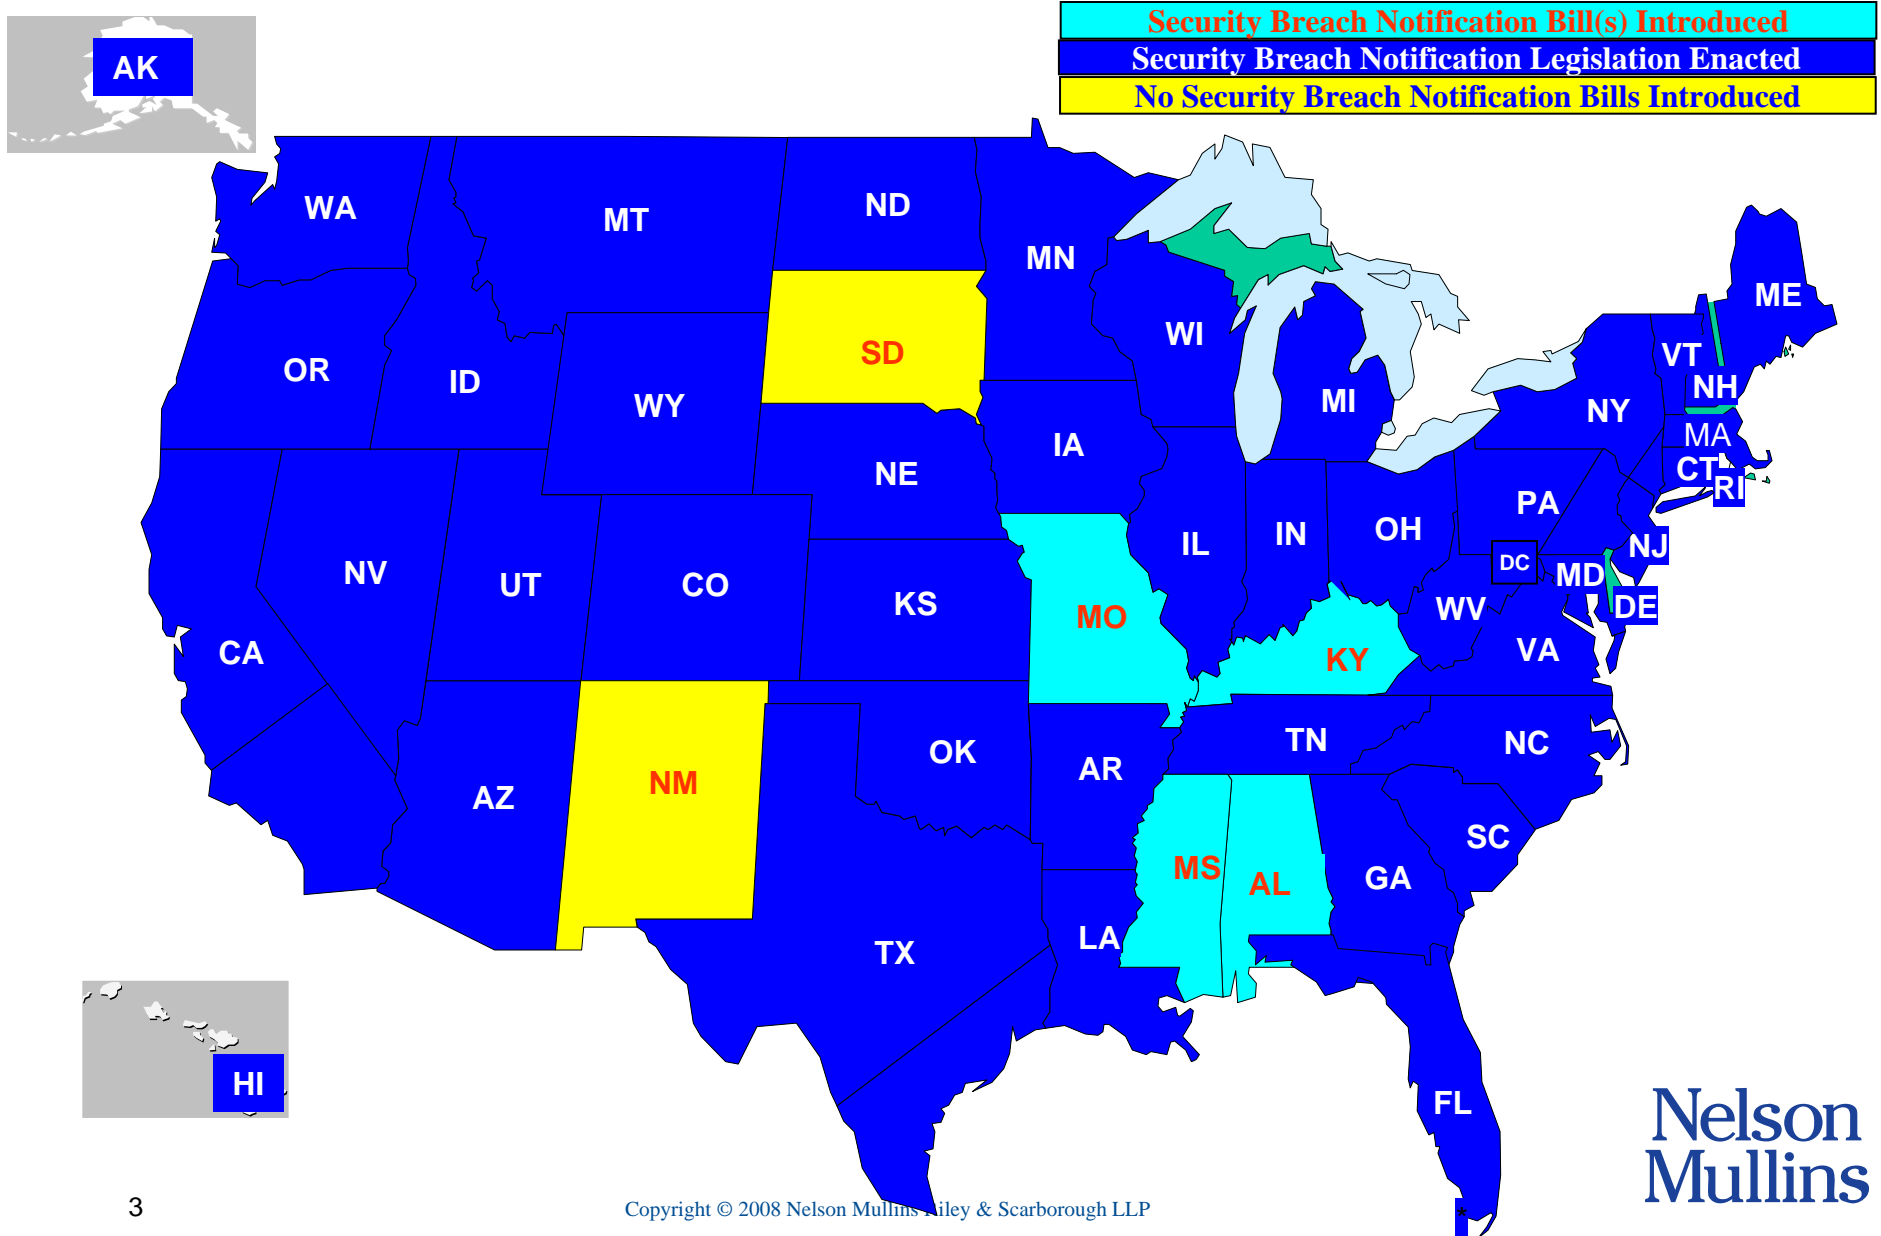 Security Breach Notification Bill(s) Introduced
Security Breach Notification Legislation Enacted
No Security Breach Notification Bills Introduced
AK
WA
MT
ND
MN
SD
WI
ME
OR
ID
WY
VT
NH
MI
NY
MA
IA
NE
CT
RI
PA
NV
UT
CO
KS
IL
IN
OH
NJ
DC
MD
DE
MO
WV
VA
CA
KY
TN
NC
OK
AR
AZ
NM
SC
MS
AL
GA
TX
LA
HI
FL
Nelson
Mullins
3
Copyright © 2008 Nelson Mullins Riley & Scarborough LLP
*